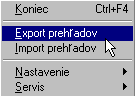 Koniec Ctrl+F4
Export prehľadov
Import prehľadov
Nastavenie
Servis